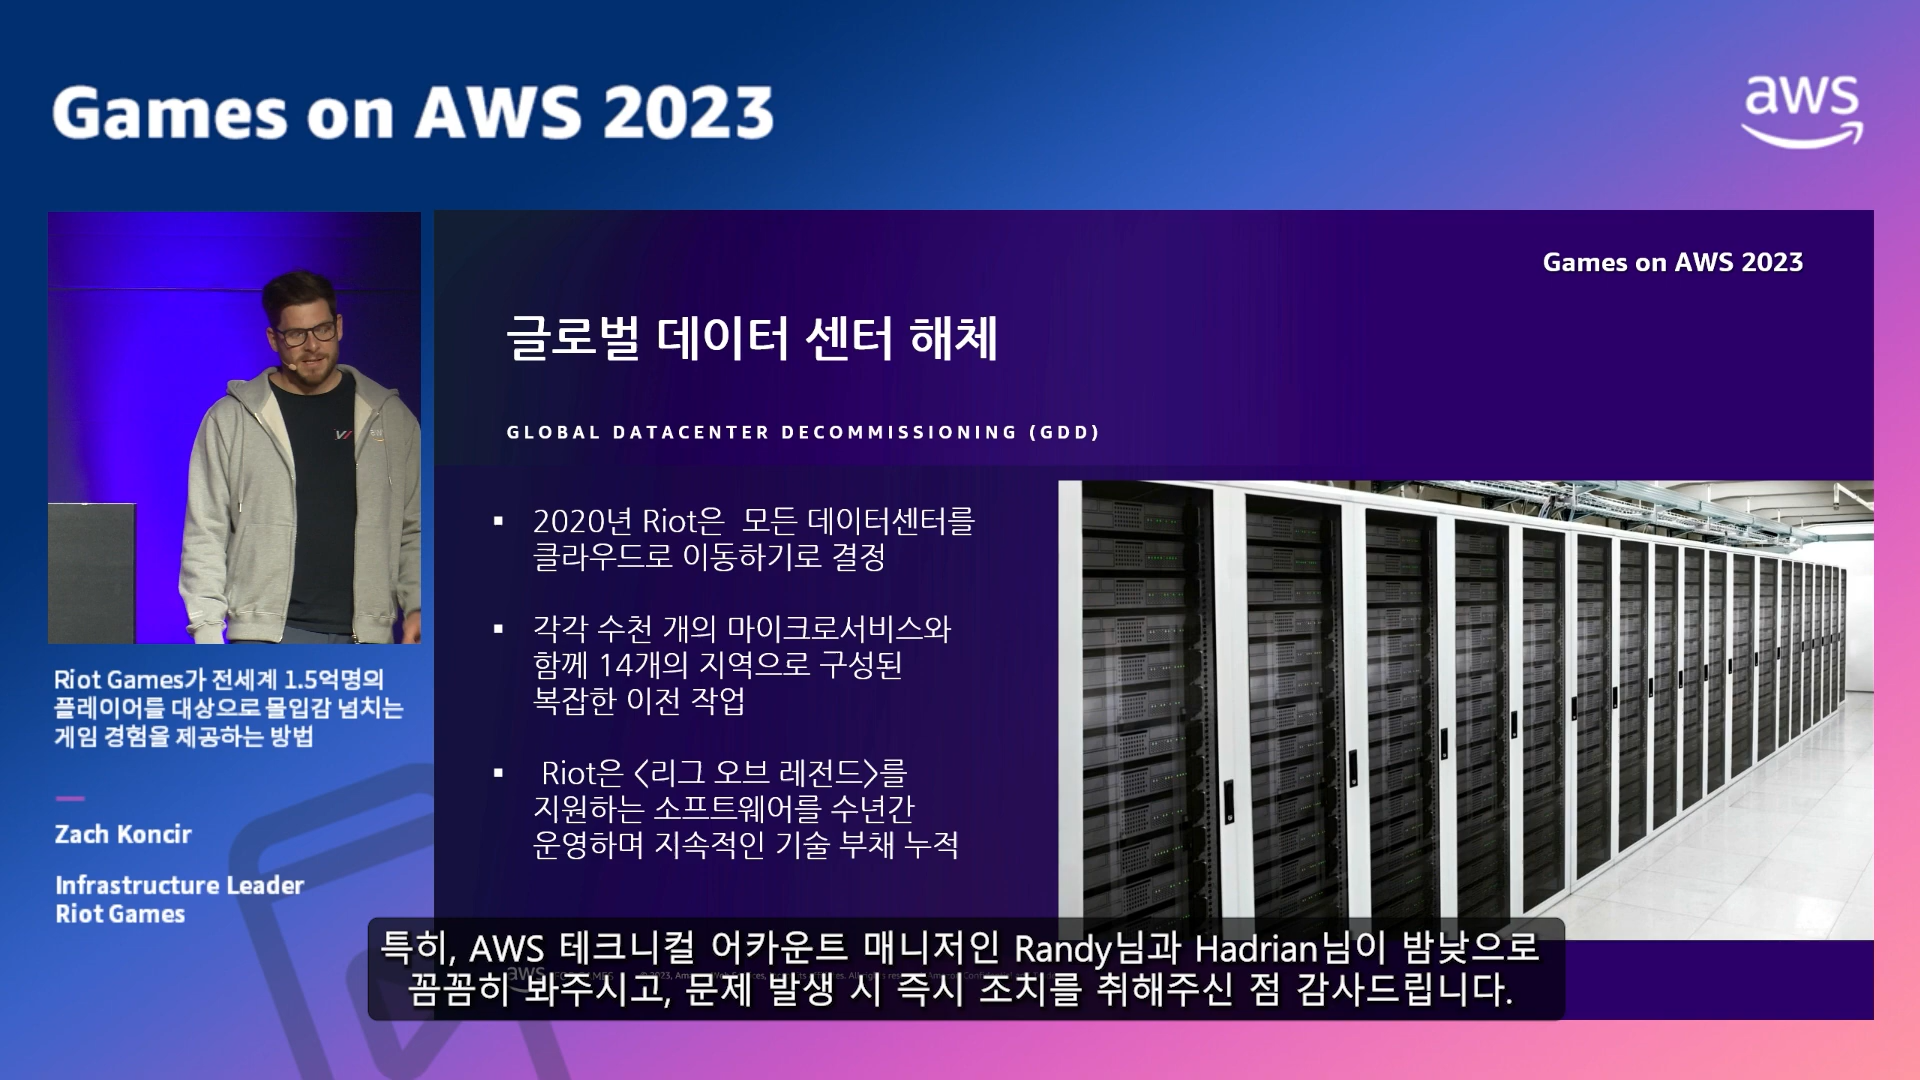 Games on AWS 2023
aws
Games on AWS 2023
글로벌 데이터 센터 해체
GLOBAL DATACENTER DECOMMISSIONING (GDD)
▪ 2020년 Riot은 모든 데이터센터를
클라우드로 이동하기로 결정
▪ 각각 수천 개의 마이크로서비스와
함께 14개의 지역으로 구성된
복잡한 이전 작업
▪ Riot은 〈리그 오브 레전드〉를
지원하는 소프트웨어를 수년간
운영하며 지속적인 기술 부채 누적
Riot Games가 전세계 1.5억명의
플레이어를 대상으로 몰입감 넘치는
게임 경험을 제공하는 방법
Zach Koncir
Infrastructure Leader
Riot Games
특히, AWS 테크니컬 어카운트 매니저인 Randy님과 Hadrian님이 밤낮으로
꼼꼼히 봐주시고, 문제 발생 시 즉시 조치를 취해주신 점 감사드립니다.
aws